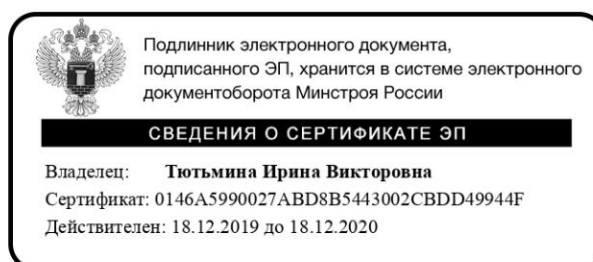 Подлинник электронного документа,
подписанного ЭП, хранится в системе электронного
документоборота Минстроя России
СВЕДЕНИЯ О СЕРТИФИКАТЕ ЭП
Владелец: Тютьмина Ирина Викторовна
Сертификат: 0146A5990027ABD8B5443002CBDD49944F
Действителен: 18.12.2019 до 18.12.2020